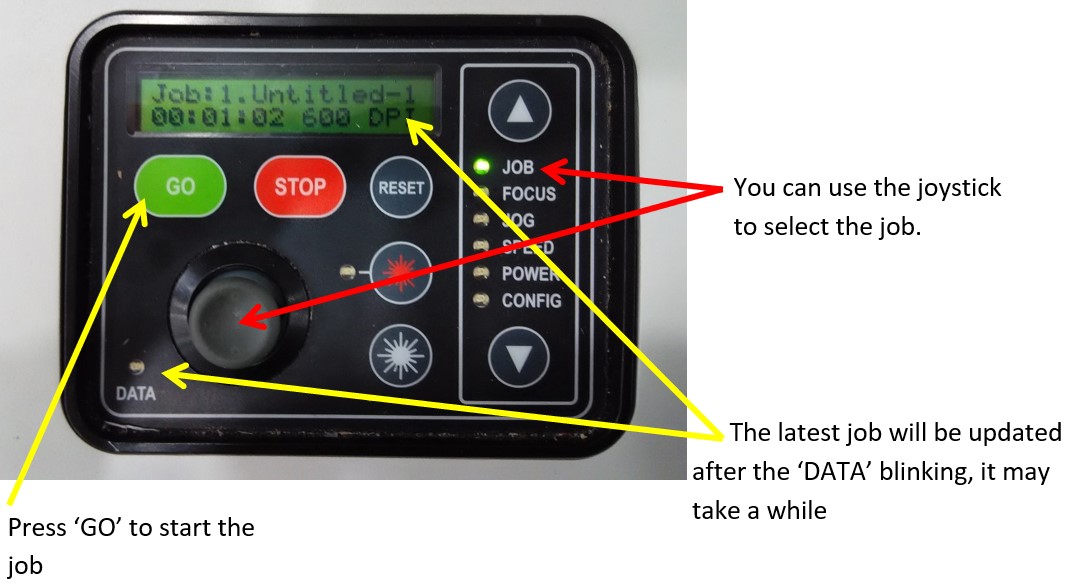 Job:1.Untitled-1
00:01:02 600 DPI
GO
STOP
RESET
JOB
FOCUS
JOG
SPEED
POWER
CONFIG
DATA
You can use the joystick
to select the job.
The latest job will be updated
after the ‘DATA’ blinking, it may
take a while
Press ‘GO’ to start the
job